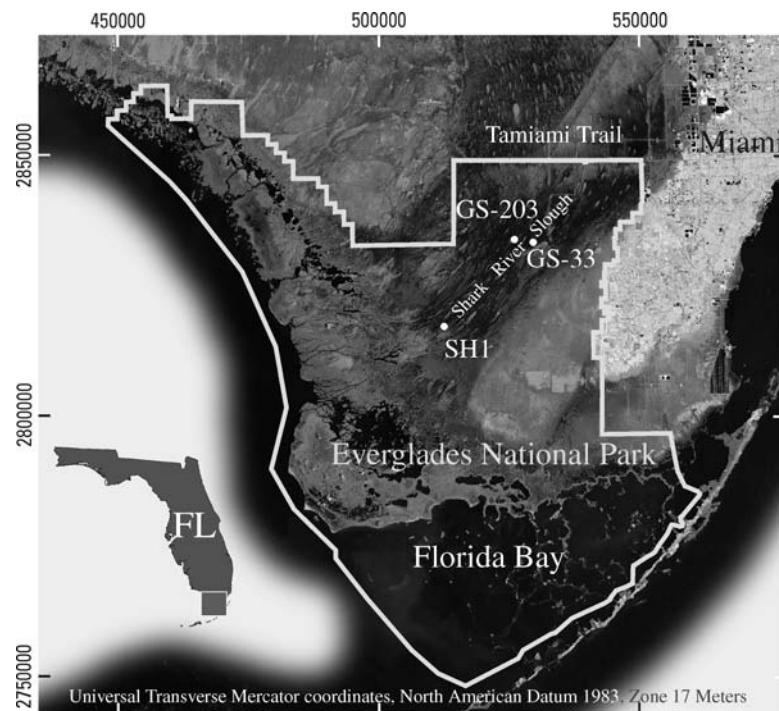 450000
500000
550000
Tamiami Trail
Miami
2850000
GS-203
Shark River Slough
GS-33
SH1
2800000
Everglades National Park
FL
Florida Bay
2750000
Universal Transverse Mercator coordinates, North American Datum 1983, Zone 17 Meters